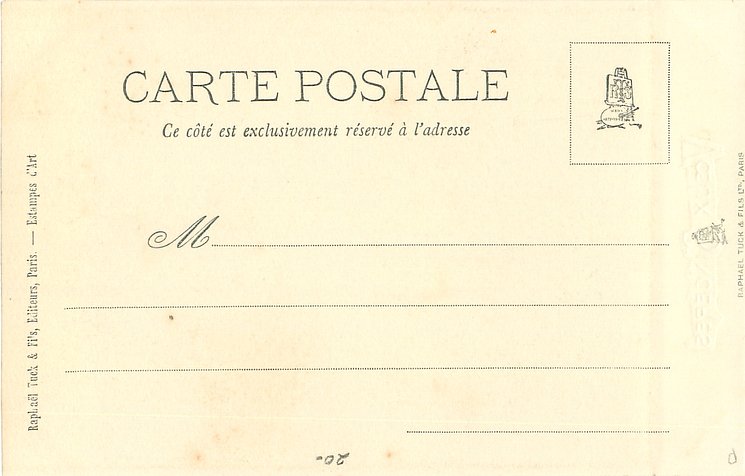 CARTE POSTALE
Ce côté est exclusivement réservé à l'adresse
M
Raphaël Tuck & Fils, Editeurs, Paris. — Estampes d'Art
RAPHAEL TUCK & FILS LTD, PARIS
20-